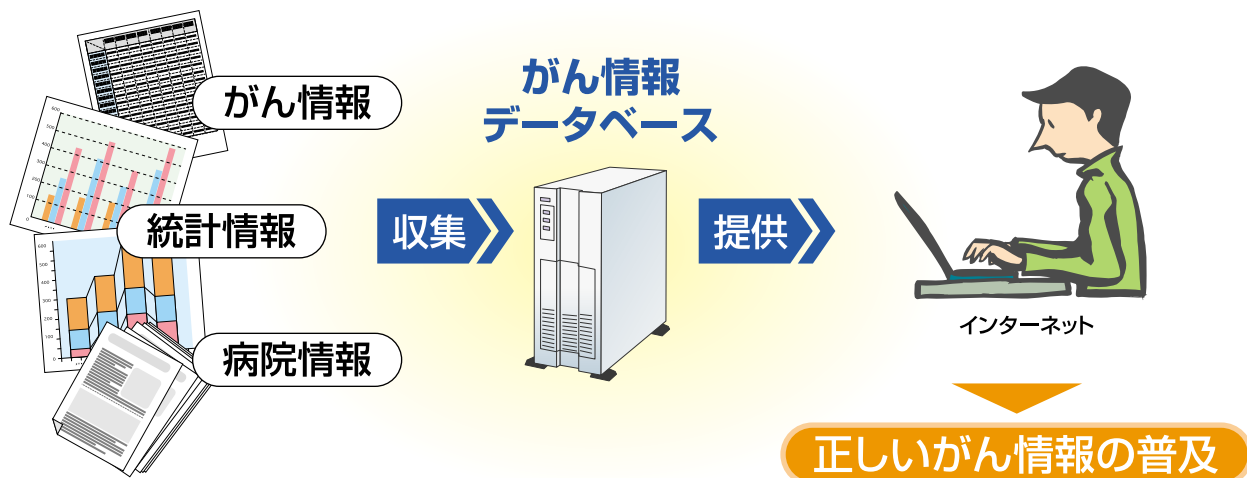 がん情報
統計情報
病院情報
収集
がん情報
データベース
提供
インターネット
正しいがん情報の普及